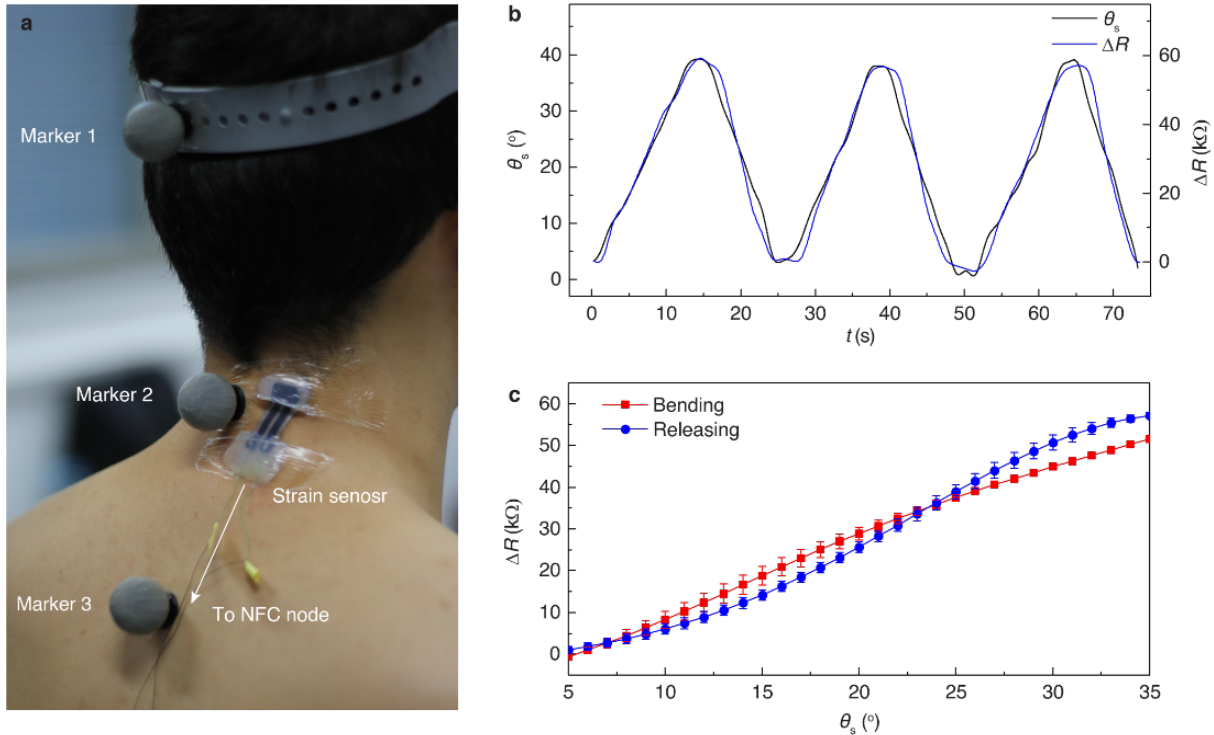 a
Marker 1
Marker 2
Strain senosr
Marker 3
To NFC node
b
θs
ΔR
40
30
20
10
0
θs (°)
60
40
20
0
ΔR (kΩ)
0 10 20 30 40 50 60 70
t (s)
c
Bending
Releasing
60
50
40
30
20
10
0
ΔR (kΩ)
5 10 15 20 25 30 35
θs (°)